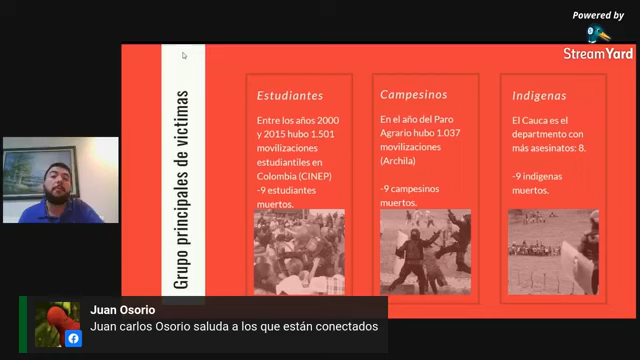 Powered by
StreamYard
Grupo principales de victimas
Estudiantes
Entre los años 2000
y 2015 hubo 1.501
movilizaciones
estudiantiles en
Colombia (CINEP)
-9 estudiantes
muertos.
Campesinos
En el año del Paro
Agrario hubo 1.037
movilizaciones
(Archila)
-9 campesinos
muertos.
Indigenas
El Cauca es el
departmento con
más asesinatos: 8.
-9 indigenas
muertos.
Juan Osorio
Juan carlos Osorio saluda a los que están conectados